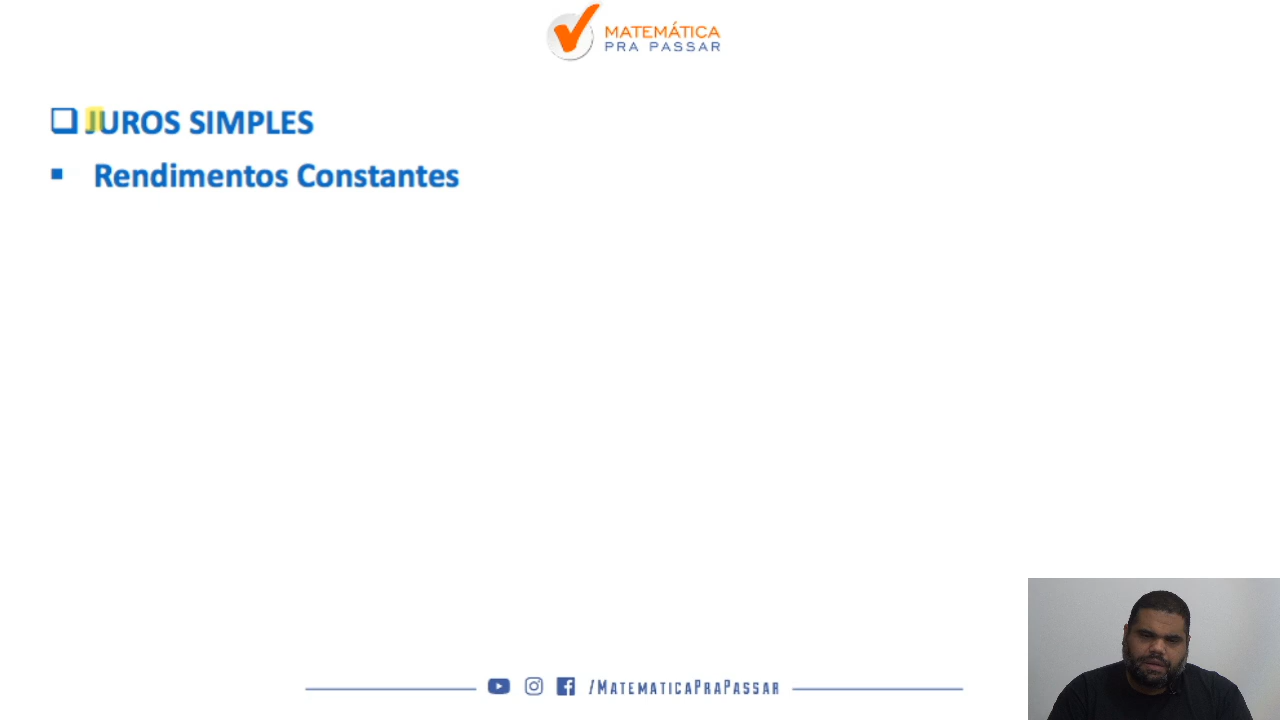 MATEMÁTICA
PRA PASSAR
JUROS SIMPLES
Rendimentos Constantes
/MATEMATICAPRAPASSAR